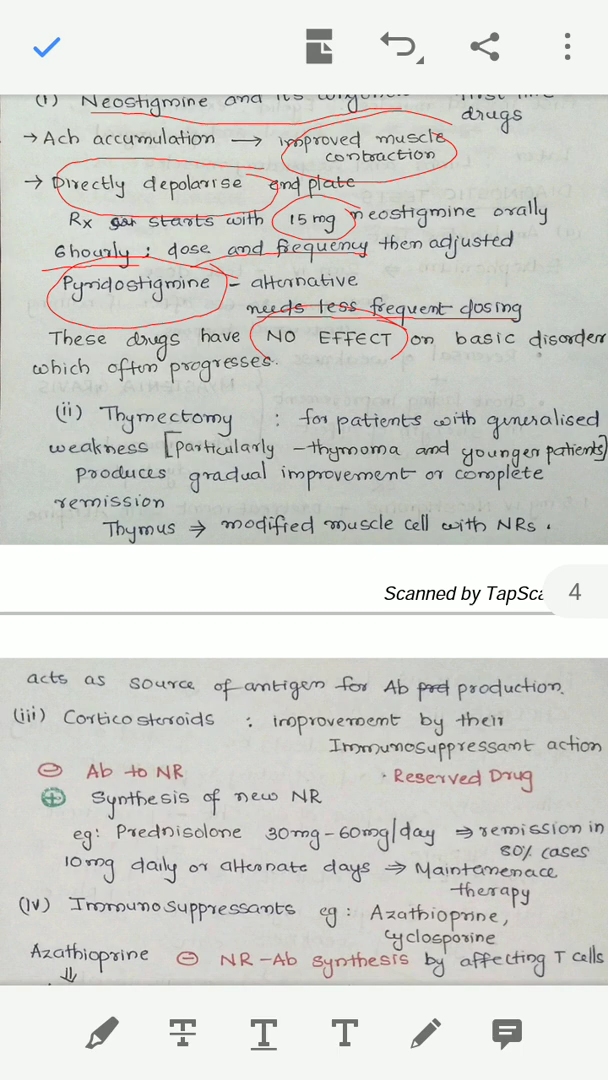 (i) Neostigmine and its
drugs
→ Ach accumulation → improved muscle
contraction
→ Directly depolarise end plate
Rx starts with 15 mg neostigmine orally
6 hourly : dose and frequency then adjusted
Pyridostigmine - alternative
needs less frequent dosing
These drugs have NO EFFECT on basic disorder
which often progresses.
(ii) Thymectomy : for patients with generalised
weakness [particularly - thymoma and younger patients]
Produces gradual improvement or complete
remission
Thymus → modified muscle cell with NRs.
Scanned by TapSca
4
acts as source of antigen for Ab production.
(iii) Corticosteroids : improvement by their
Immunosuppressant action
⊖ Ab to NR
· Reserved Drug
⊕ Synthesis of new NR
eg: Prednisolone 30mg-60mg/day ⇒ remission in
80% cases
10mg daily or alternate days → Maintamenace
therapy
(iv) Immunosuppressants eg : Azathioprine,
cyclosporine
Azathioprine ⊖ NR-Ab synthesis by affecting T cells
⇓